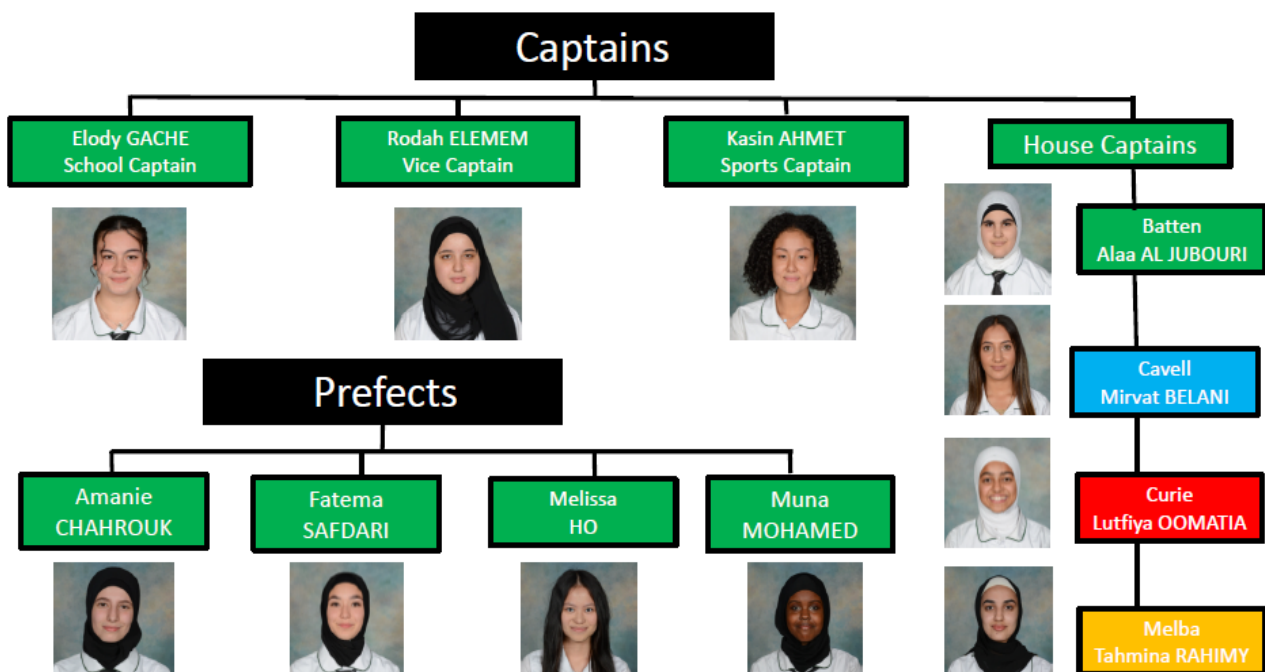 Captains
Elody GACHE
School Captain
Rodah ELEMEM
Vice Captain
Kasin AHMET
Sports Captain
House Captains
Batten
Alaa AL JUBOURI
Cavell
Mirvat BELANI
Curie
Lutfiya OOMATIA
Melba
Tahmina RAHIMY
Prefects
Amanie
CHAHROUK
Fatema
SAFDARI
Melissa
HO
Muna
MOHAMED